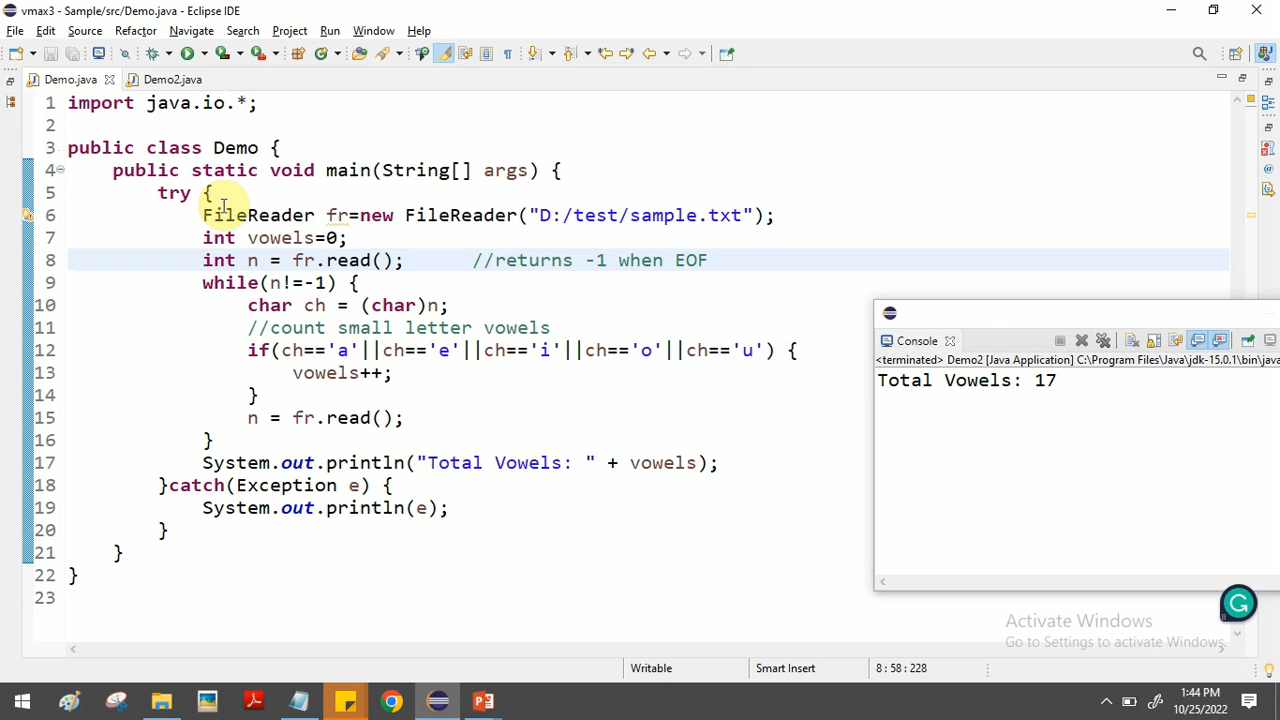 vmax3 - Sample/src/Demo.java - Eclipse IDE
File Edit Source Refactor Navigate Search Project Run Window Help
Demo.java Demo2.java
1 import java.io.*;
2
3 public class Demo {
4 public static void main(String[] args) {
5 try {
6 FileReader fr=new FileReader("D:/test/sample.txt");
7 int vowels=0;
8 int n = fr.read(); //returns -1 when EOF
9 while(n!=-1) {
10 char ch = (char)n;
11 //count small letter vowels
12 if(ch=='a'||ch=='e'||ch=='i'||ch=='o'||ch=='u') {
13 vowels++;
14 }
15 n = fr.read();
16 }
17 System.out.println("Total Vowels: " + vowels);
18 }catch(Exception e) {
19 System.out.println(e);
20 }
21 }
22 }
23
Console
<terminated> Demo2 [Java Application] C:\Program Files\Java\jdk-15.0.1\bin\java
Total Vowels: 17
Activate Windows
Go to Settings to activate Windows.
Writable Smart Insert 8 : 58 : 228
1:44 PM
10/25/2022